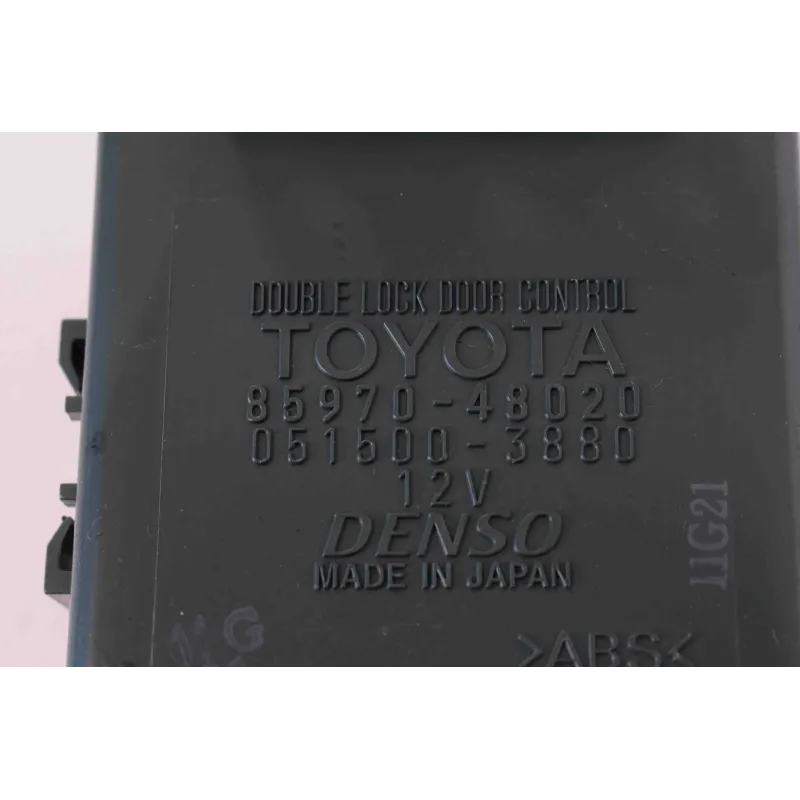 DOUBLE LOCK DOOR CONTROL
TOYOTA
85970-48020
051500-3880
12V
DENSO
MADE IN JAPAN
11G21
>ABS<